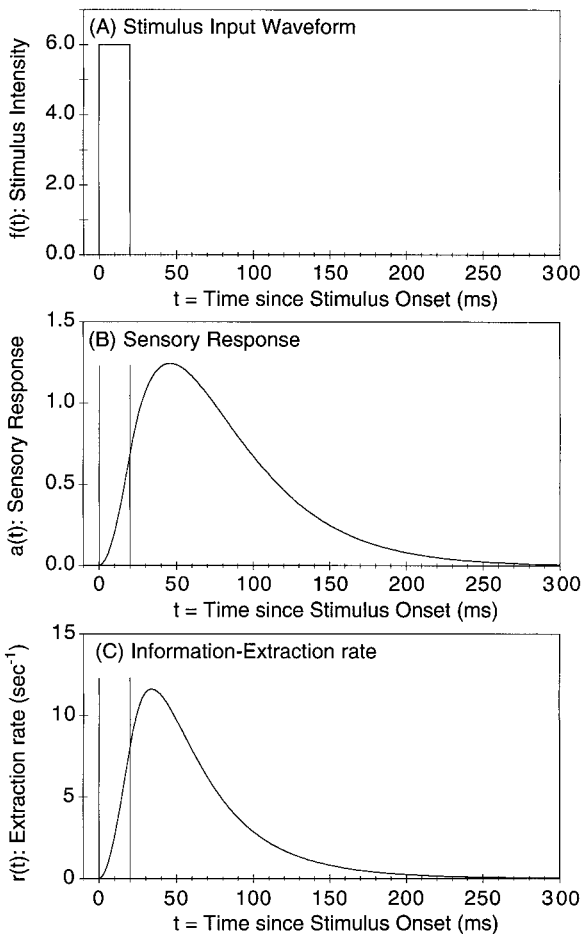 (A) Stimulus Input Waveform
f(t): Stimulus Intensity
6.0
4.0
2.0
0.0
0 50 100 150 200 250 300
t = Time since Stimulus Onset (ms)
(B) Sensory Response
a(t): Sensory Response
1.5
1.0
0.5
0.0
0 50 100 150 200 250 300
t = Time since Stimulus Onset (ms)
(C) Information-Extraction rate
r(t): Extraction rate (sec⁻¹)
15
10
5
0
0 50 100 150 200 250 300
t = Time since Stimulus Onset (ms)